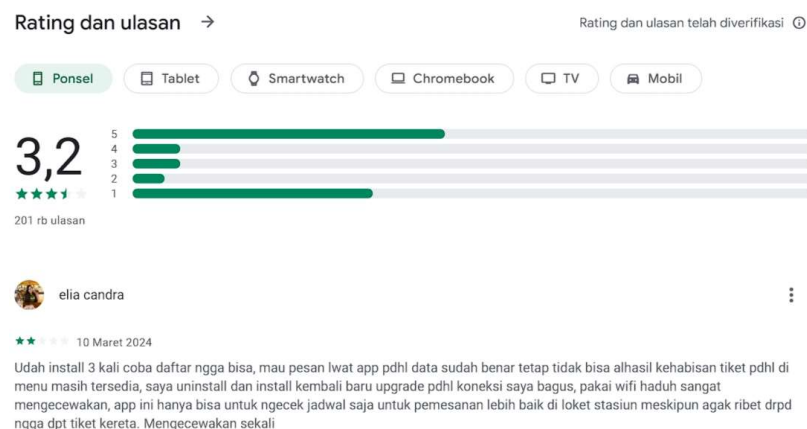 Rating dan ulasan →
Rating dan ulasan telah diverifikasi
Ponsel
Tablet
Smartwatch
Chromebook
TV
Mobil
3,2
5
4
3
2
1
201 rb ulasan
elia candra
10 Maret 2024
Udah install 3 kali coba daftar ngga bisa, mau pesan lwat app pdhl data sudah benar tetap tidak bisa alhasil kehabisan tiket pdhl di
menu masih tersedia, saya uninstall dan install kembali baru upgrade pdhl koneksi saya bagus, pakai wifi haduh sangat
mengecewakan, app ini hanya bisa untuk ngecek jadwal saja untuk pemesanan lebih baik di loket stasiun meskipun agak ribet drpd
ngga dpt tiket kereta. Mengecewakan sekali